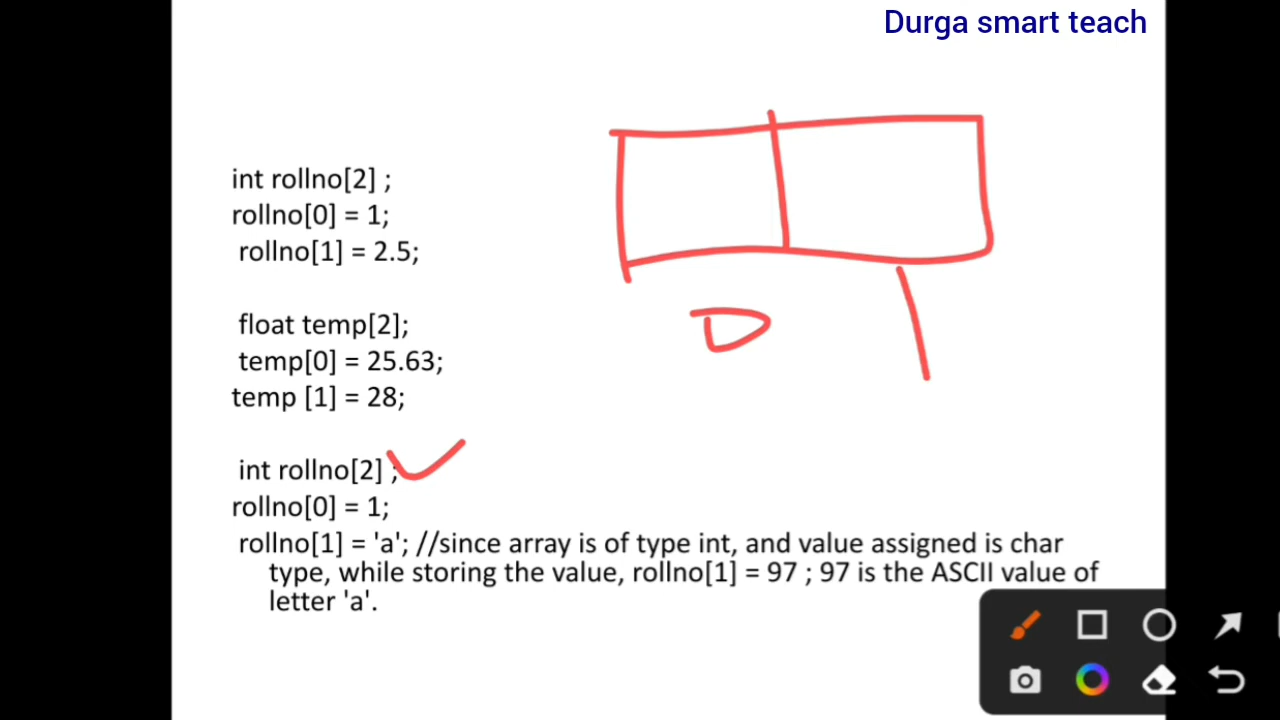 Durga smart teach
int rollno[2] ;
rollno[0] = 1;
rollno[1] = 2.5;
float temp[2];
temp[0] = 25.63;
temp [1] = 28;
int rollno[2] ;
rollno[0] = 1;
rollno[1] = 'a'; //since array is of type int, and value assigned is char
type, while storing the value, rollno[1] = 97 ; 97 is the ASCII value of
letter 'a'.
0 1